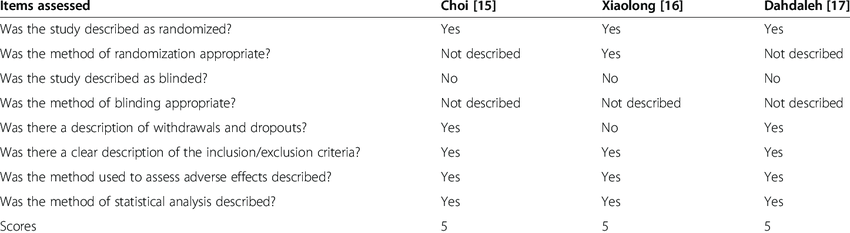 Items assessed Choi [15] Xiaolong [16] Dahdaleh [17]
Was the study described as randomized? Yes Yes Yes
Was the method of randomization appropriate? Not described Yes Not described
Was the study described as blinded? No No No
Was the method of blinding appropriate? Not described Not described Not described
Was there a description of withdrawals and dropouts? Yes No Yes
Was there a clear description of the inclusion/exclusion criteria? Yes Yes Yes
Was the method used to assess adverse effects described? Yes Yes Yes
Was the method of statistical analysis described? Yes Yes Yes
Scores 5 5 5